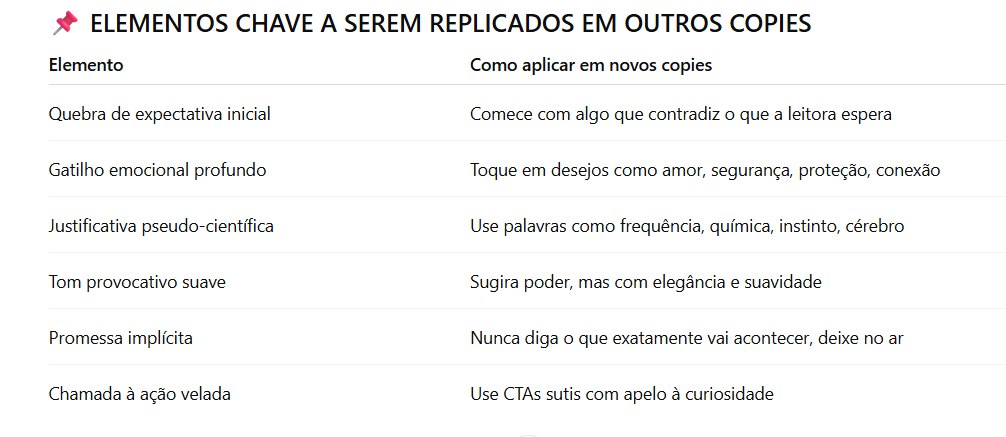 📌 ELEMENTOS CHAVE A SEREM REPLICADOS EM OUTROS COPIES
Elemento Como aplicar em novos copies
Quebra de expectativa inicial Comece com algo que contradiz o que a leitora espera
Gatilho emocional profundo Toque em desejos como amor, segurança, proteção, conexão
Justificativa pseudo-científica Use palavras como frequência, química, instinto, cérebro
Tom provocativo suave Sugira poder, mas com elegância e suavidade
Promessa implícita Nunca diga o que exatamente vai acontecer, deixe no ar
Chamada à ação velada Use CTAs sutis com apelo à curiosidade